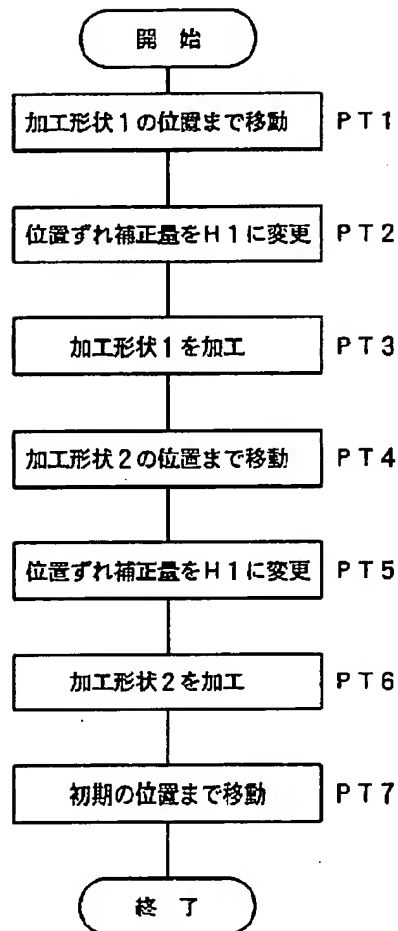 開 始
加工形状1の位置まで移動 PT1
位置ずれ補正量をH1に変更 PT2
加工形状1を加工 PT3
加工形状2の位置まで移動 PT4
位置ずれ補正量をH1に変更 PT5
加工形状2を加工 PT6
初期の位置まで移動 PT7
終 了